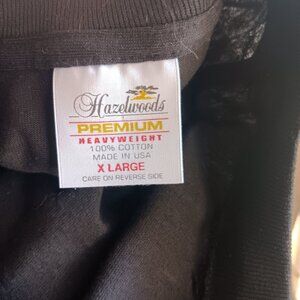 Hazelwoods
PREMIUM
HEAVYWEIGHT
100% COTTON
MADE IN USA
X LARGE
CARE ON REVERSE SIDE